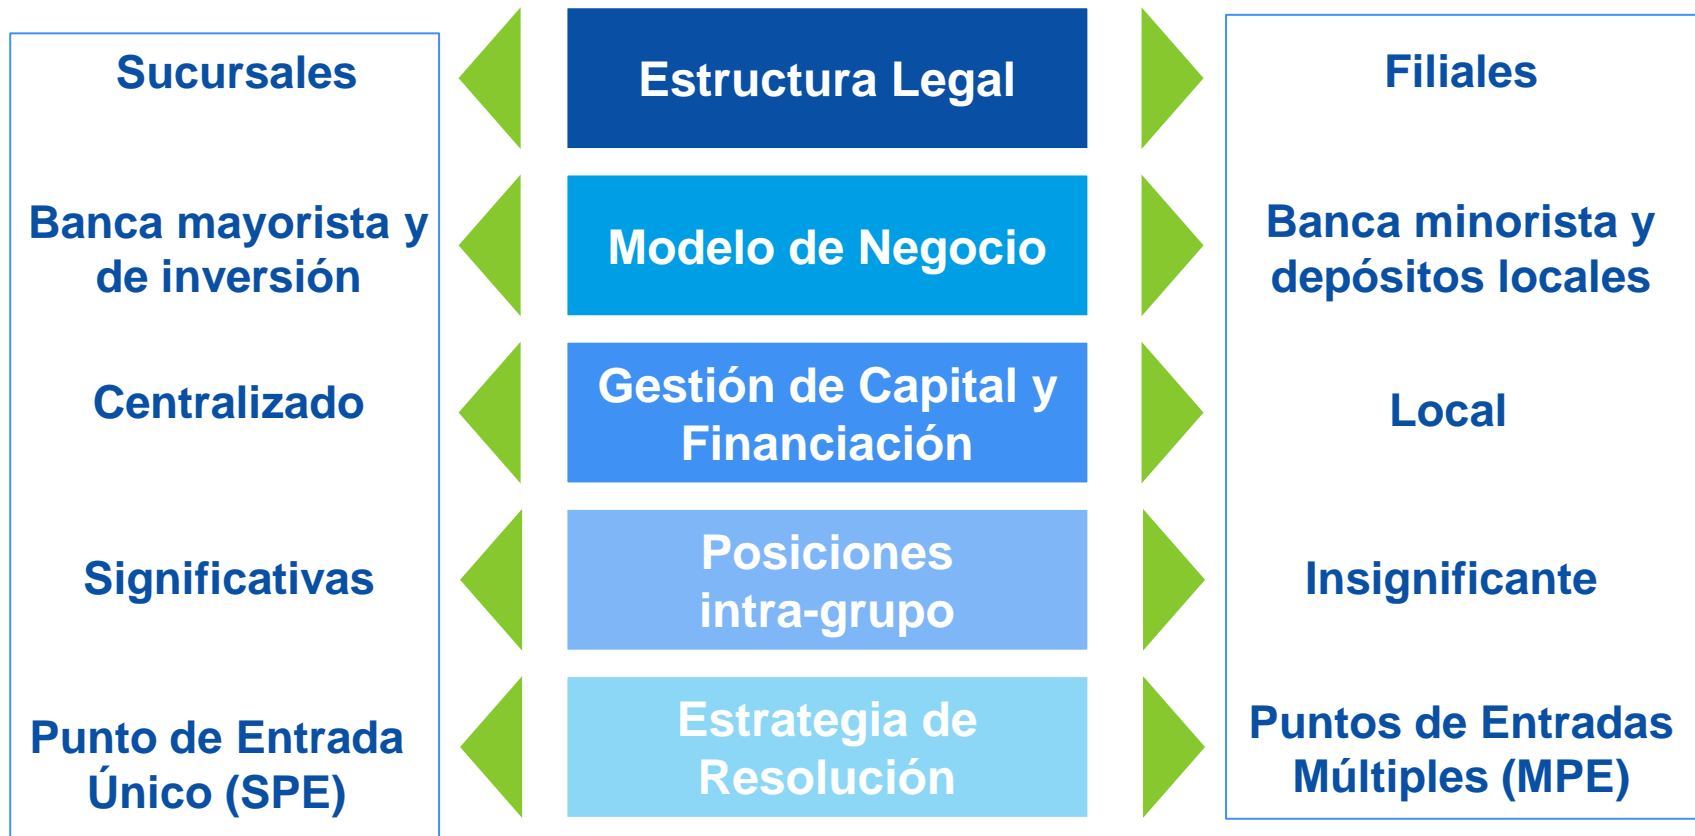 Sucursales
Estructura Legal
Filiales
Banca mayorista y
de inversión
Modelo de Negocio
Banca minorista y
depósitos locales
Centralizado
Gestión de Capital y
Financiación
Local
Significativas
Posiciones
intra-grupo
Insignificante
Punto de Entrada
Único (SPE)
Estrategia de
Resolución
Puntos de Entradas
Múltiples (MPE)